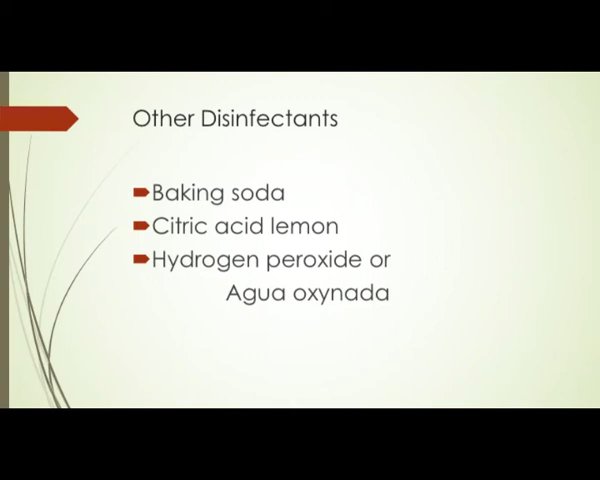 Other Disinfectants
Baking soda
Citric acid lemon
Hydrogen peroxide or
Agua oxynada